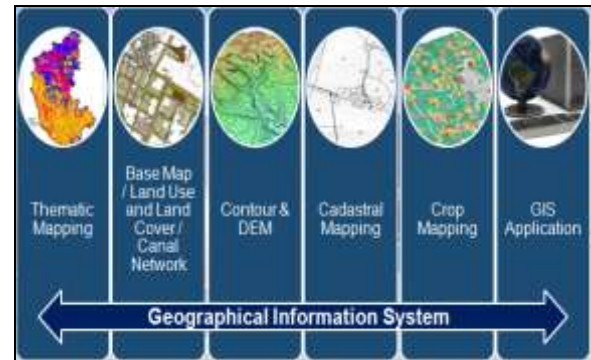 Thematic
Mapping
Base Map
/ Land Use
and Land
Cover /
Canal
Network
Contour &
DEM
Cadastral
Mapping
Crop
Mapping
GIS
Application
Geographical Information System